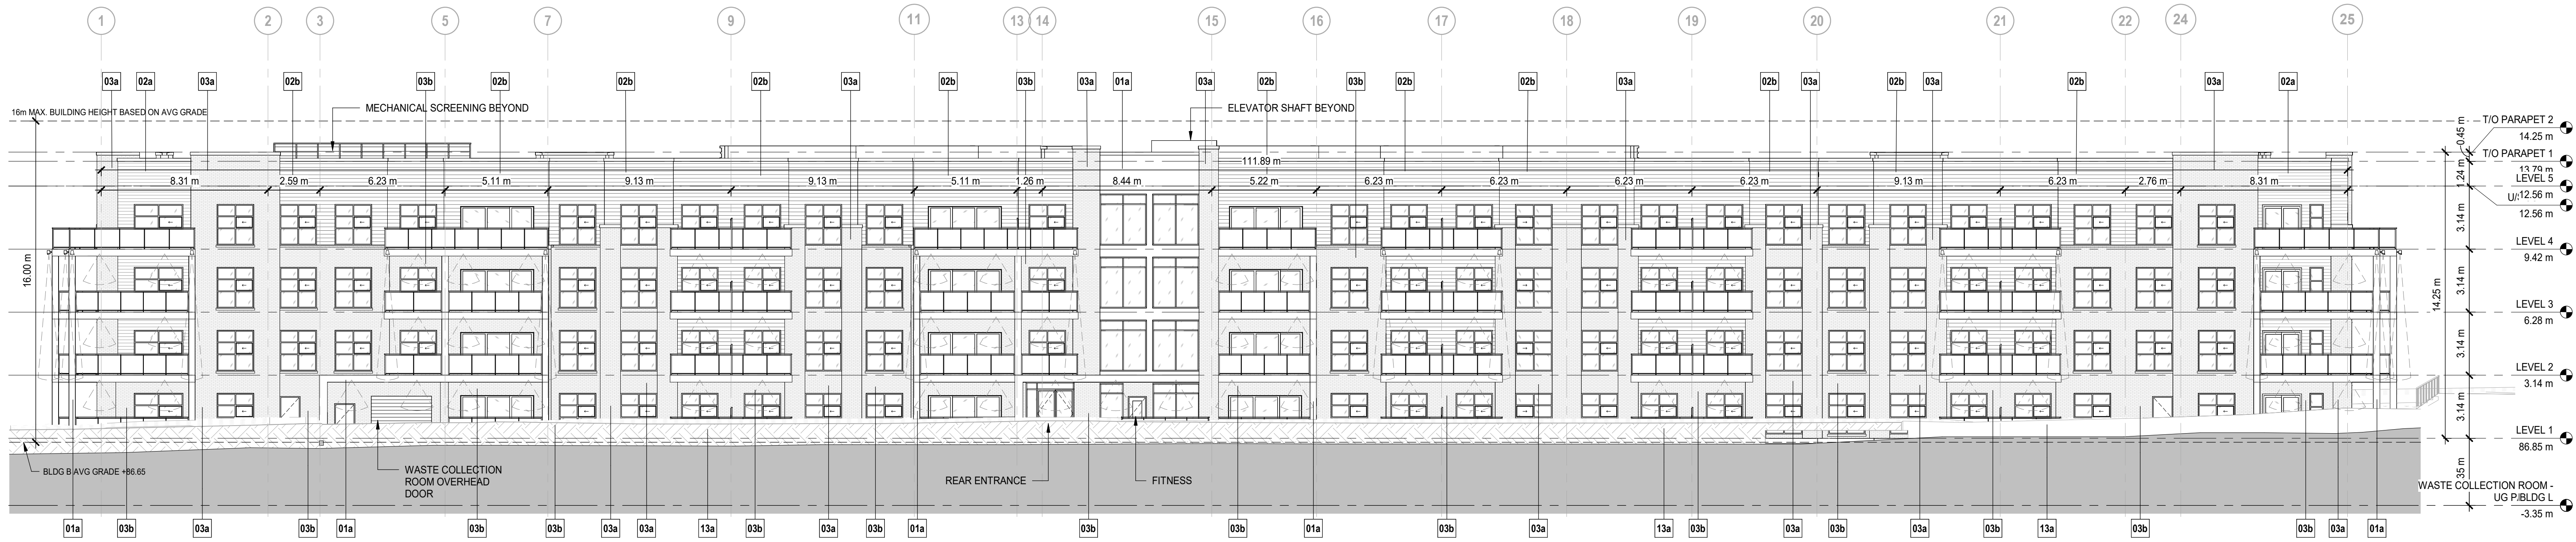 1 2 3 5 7 9 11 13 14 15 16 17 18 19 20 21 22 24 25
03a 02a 03a 02b 03b 02b 02b 02b 03a 02b 03b 03a 01a 03a 02b 03b 02b 02b 03a 02b 03a 02b 03a 02b 03a 02a
16m MAX. BUILDING HEIGHT BASED ON AVG GRADE
MECHANICAL SCREENING BEYOND
ELEVATOR SHAFT BEYOND
111.89 m
8.31 m 2.59 m 6.23 m 5.11 m 9.13 m 9.13 m 5.11 m 1.26 m 8.44 m 5.22 m 6.23 m 6.23 m 6.23 m 6.23 m 9.13 m 6.23 m 2.76 m 8.31 m
16.00 m
14.25 m
0.45 m
1.24 m
3.14 m
3.14 m
3.14 m
3.14 m
T/O PARAPET 2
14.25 m
T/O PARAPET 1
13.79 m
LEVEL 5
12.56 m
12.56 m
LEVEL 4
9.42 m
LEVEL 3
6.28 m
LEVEL 2
3.14 m
LEVEL 1
86.85 m
WASTE COLLECTION ROOM -
-3.35 m
BLDG B AVG GRADE +86.65
WASTE COLLECTION
ROOM OVERHEAD
DOOR
REAR ENTRANCE
FITNESS
01a 03b 03a 03b 01a 03b 03b 03a 03a 13a 03b 03a 03b 01a 03b 03b 01a 03b 03a 13a 03b 03a 03b 03a 03b 13a 03b 03b 03a 01a